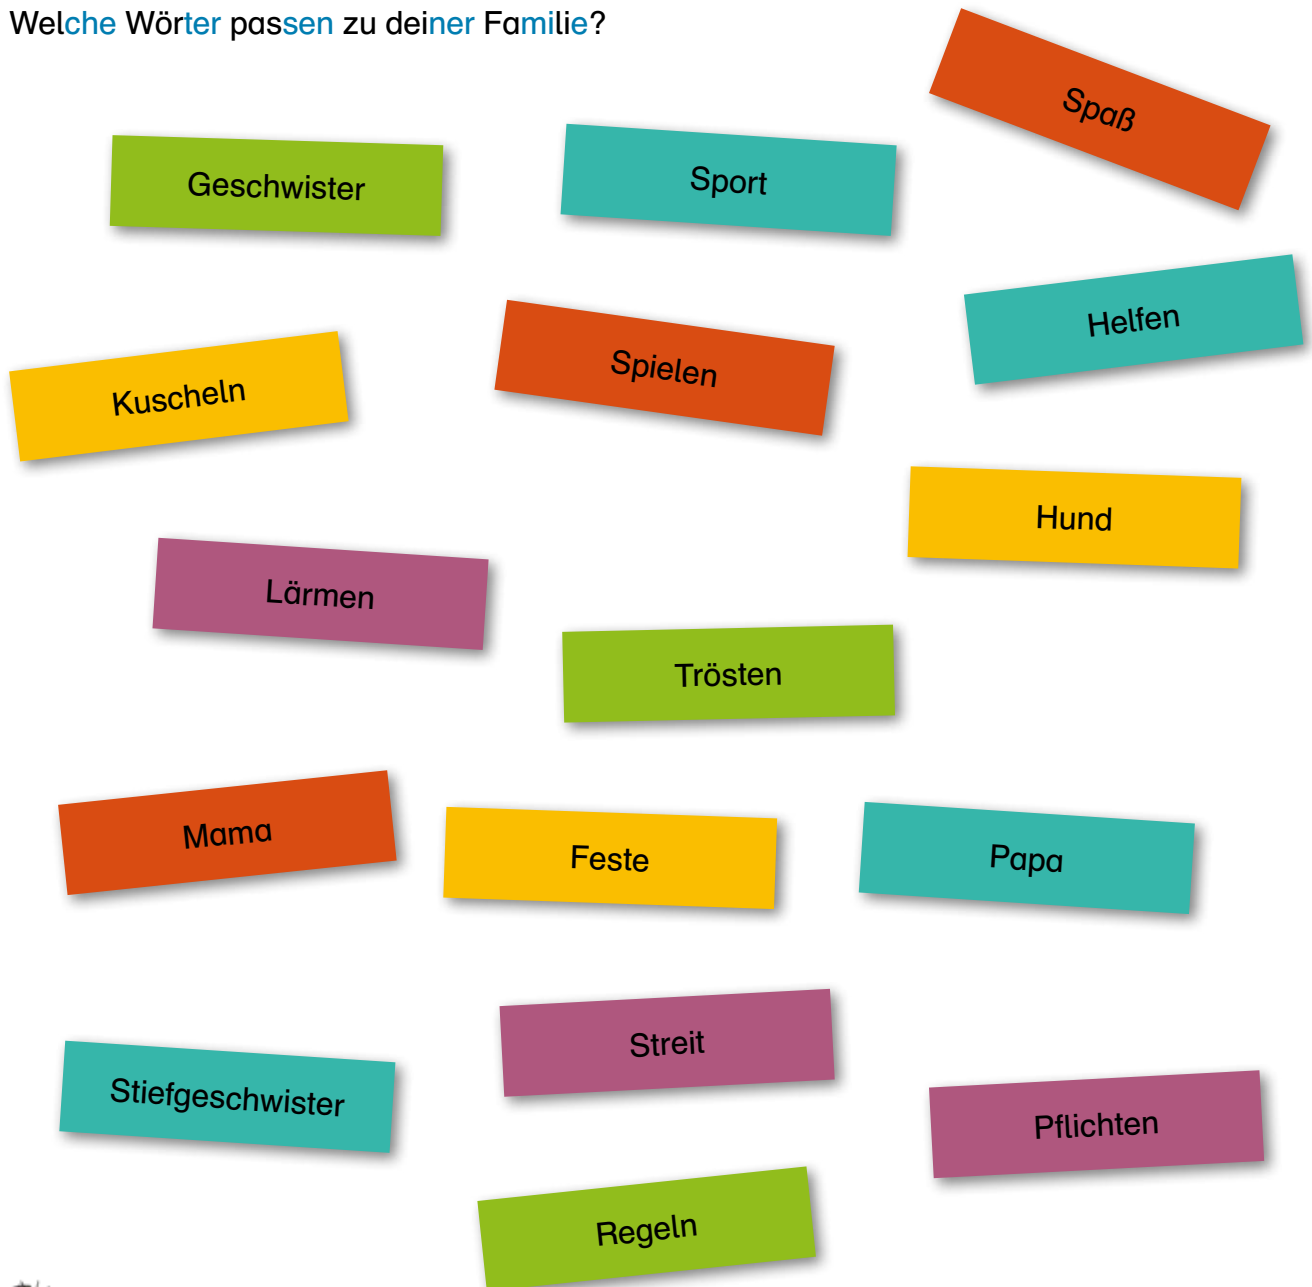 Welche Wörter passen zu deiner Familie?
Spaß
Geschwister
Sport
Helfen
Kuscheln
Spielen
Hund
Lärmen
Trösten
Mama
Feste
Papa
Streit
Stiefgeschwister
Pflichten
Regeln